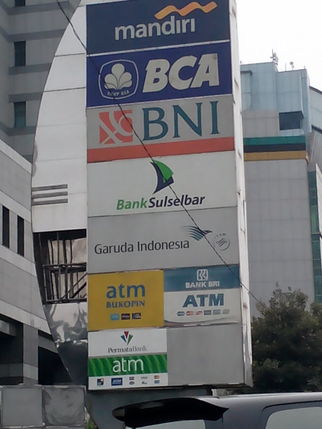 mandiri
BCA
BNI
BankSulselbar
Garuda Indonesia
atm
BUKOPIN
BANK BRI
ATM
PermataBank
atm